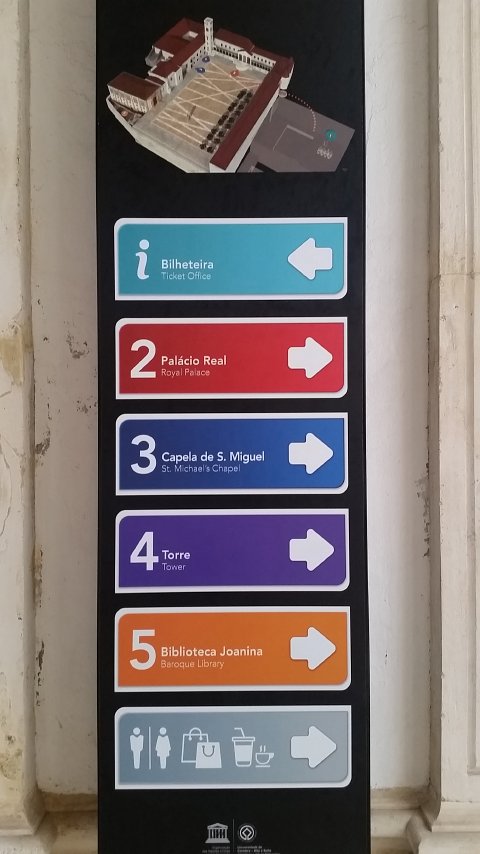 i
Bilheteira
Ticket Office
2
Palácio Real
Royal Palace
3
Capela de S. Miguel
St. Michael's Chapel
4
Torre
Tower
5
Biblioteca Joanina
Baroque Library